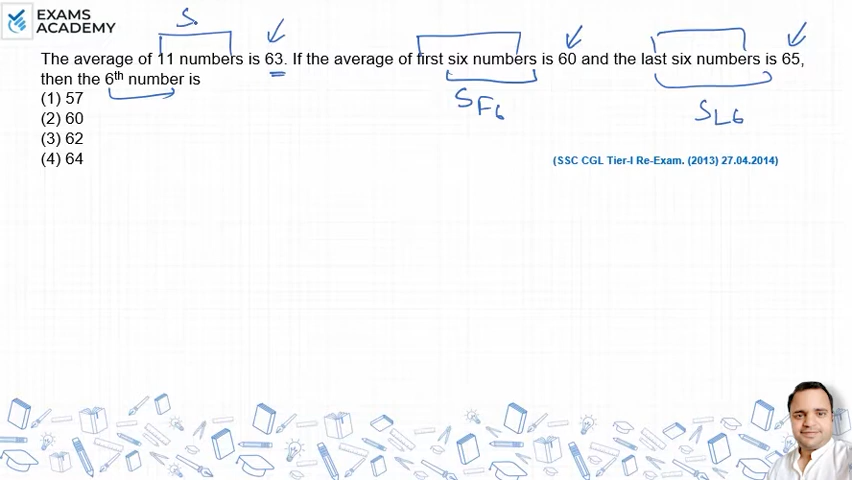 EXAMS
ACADEMY
S.
The average of 11 numbers is 63. If the average of first six numbers is 60 and the last six numbers is 65,
then the 6th number is
SF6
SL6
(1) 57
(2) 60
(3) 62
(4) 64
(SSC CGL Tier-I Re-Exam. (2013) 27.04.2014)